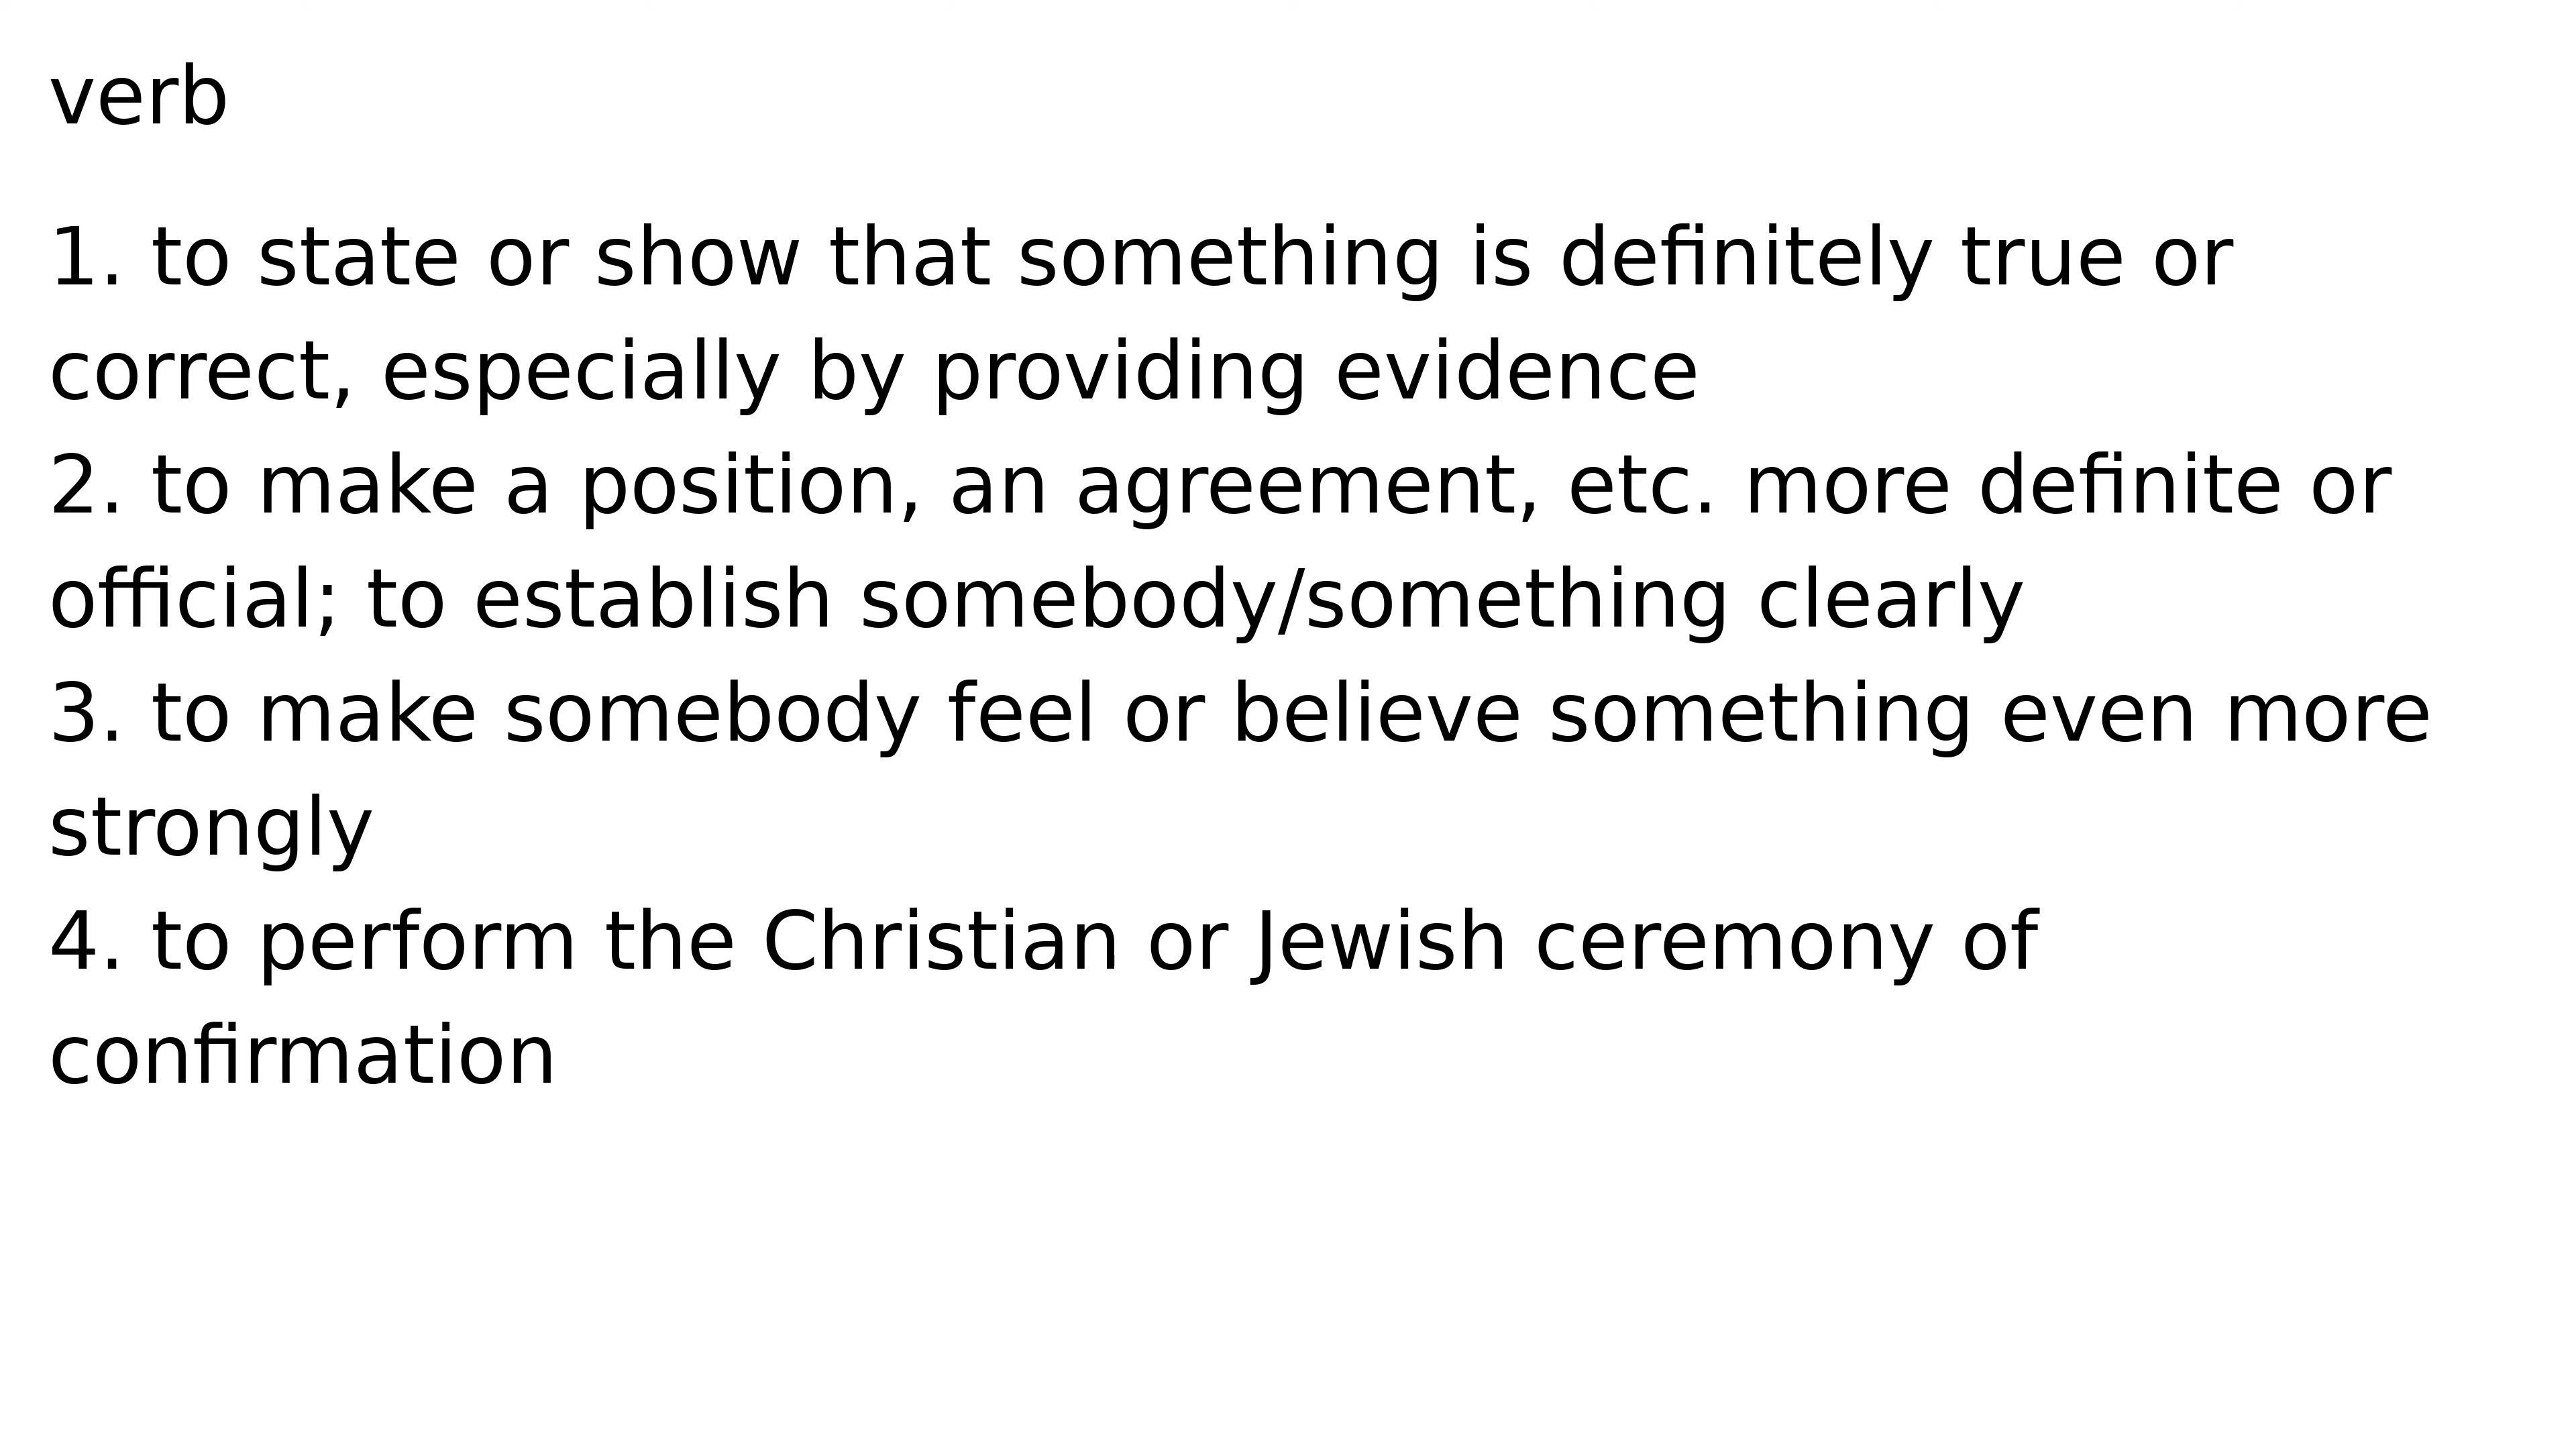 verb
1. to state or show that something is definitely true or
correct, especially by providing evidence
2. to make a position, an agreement, etc. more definite or
official; to establish somebody/something clearly
3. to make somebody feel or believe something even more
strongly
4. to perform the Christian or Jewish ceremony of
confirmation